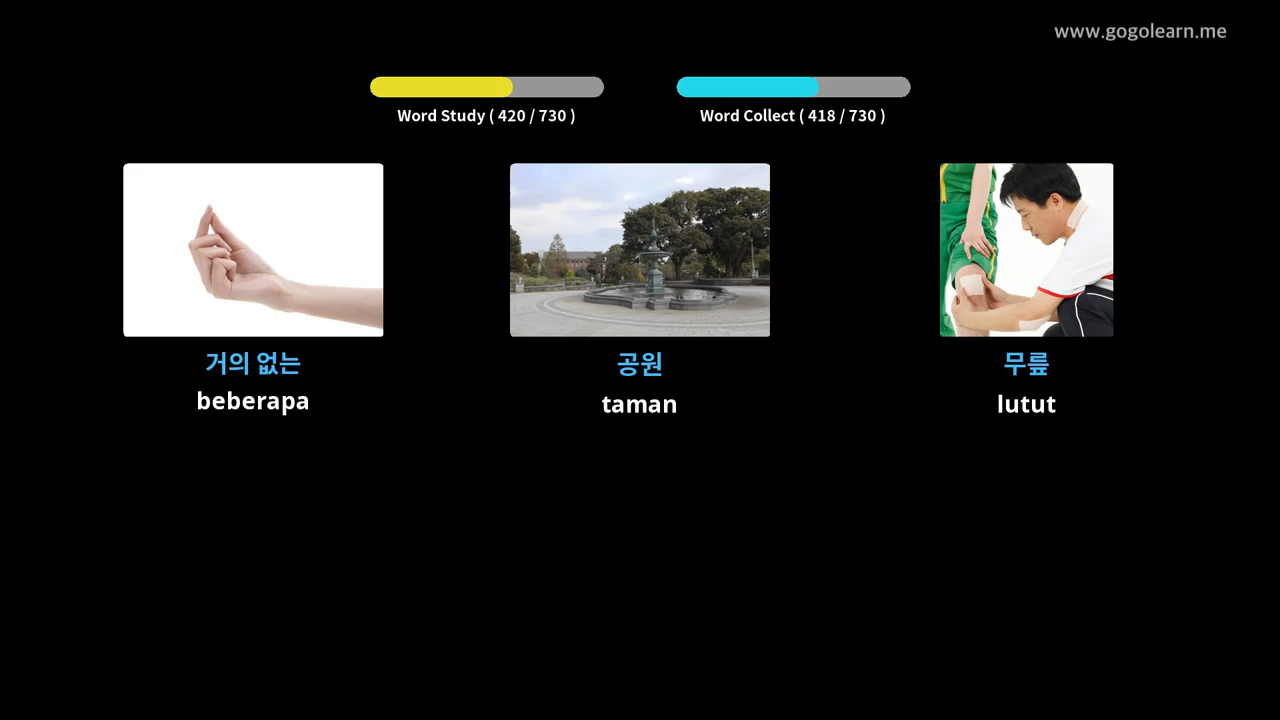 www.gogolearn.me
Word Study ( 420 / 730 )
Word Collect ( 418 / 730 )
거의 없는
공원
무릎
beberapa
taman
lutut